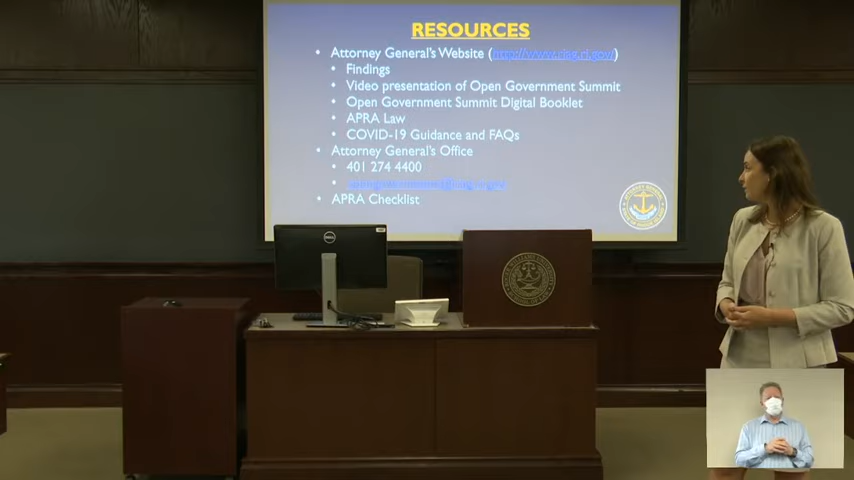 RESOURCES
• Attorney General's Website (http://www.riag.ri.gov/)
• Findings
• Video presentation of Open Government Summit
• Open Government Summit Digital Booklet
• APRA Law
• COVID-19 Guidance and FAQs
• Attorney General's Office
• 401 274 4400
• APRA Checklist
DELL